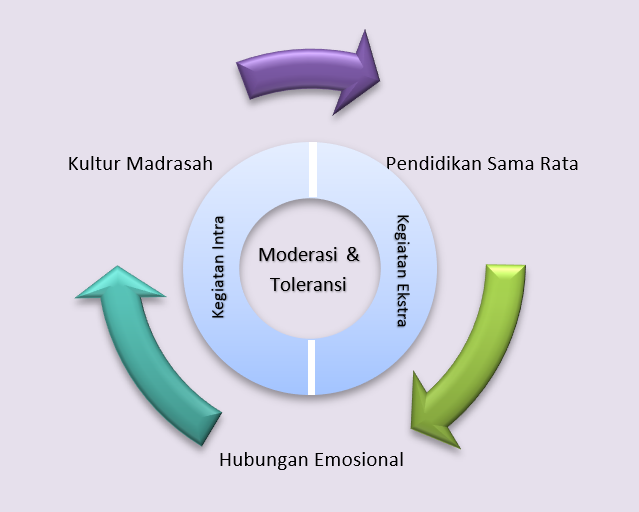 Kultur Madrasah
Pendidikan Sama Rata
Kegiatan Intra
Moderasi &
Toleransi
Kegiatan Ekstra
Hubungan Emosional